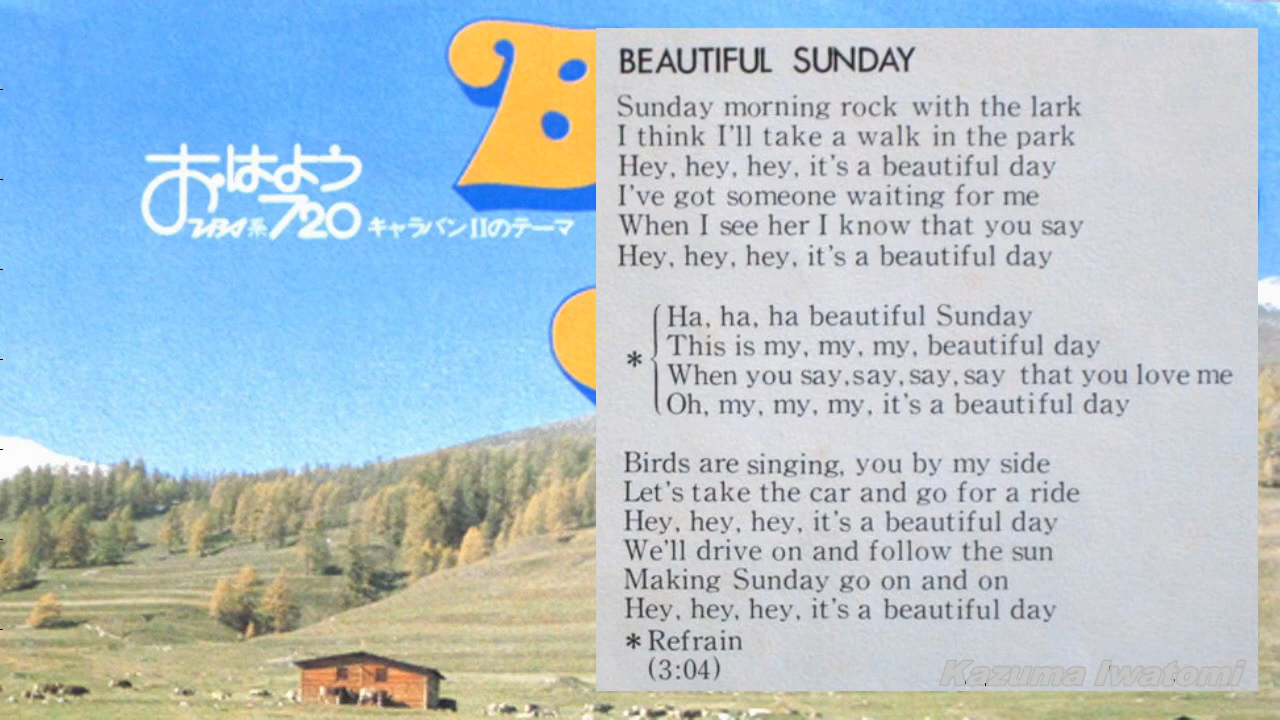 おはよう
TBS系720 キャラバンIIのテーマ
B
BEAUTIFUL SUNDAY
Sunday morning rock with the lark
I think I'll take a walk in the park
Hey, hey, hey, it's a beautiful day
I've got someone waiting for me
When I see her I know that you say
Hey, hey, hey, it's a beautiful day
Ha, ha, ha beautiful Sunday
This is my, my, my, beautiful day
* When you say, say, say, say that you love me
Oh, my, my, my, it's a beautiful day
Birds are singing, you by my side
Let's take the car and go for a ride
Hey, hey, hey, it's a beautiful day
We'll drive on and follow the sun
Making Sunday go on and on
Hey, hey, hey, it's a beautiful day
* Refrain
(3:04)
Kazuma Iwatomi